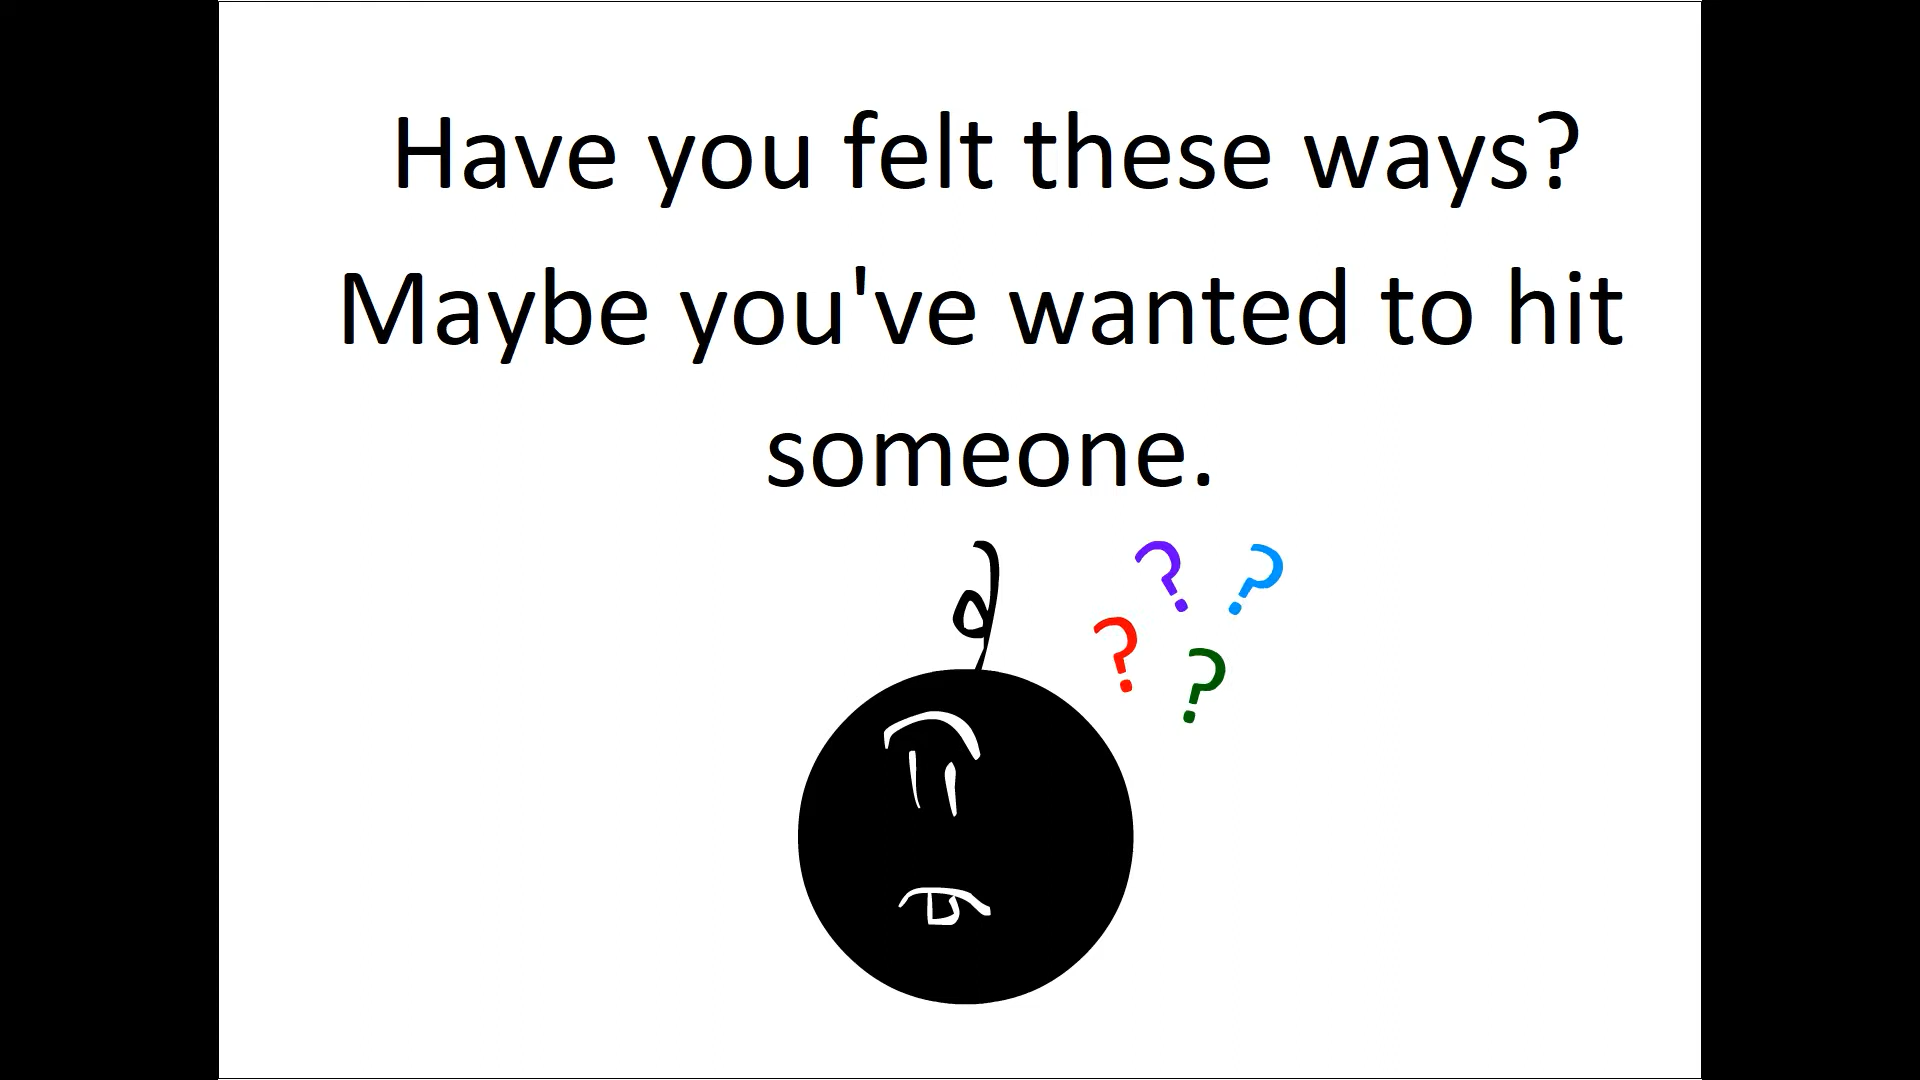 Have you felt these ways?
Maybe you've wanted to hit
someone.
? ?
? ?